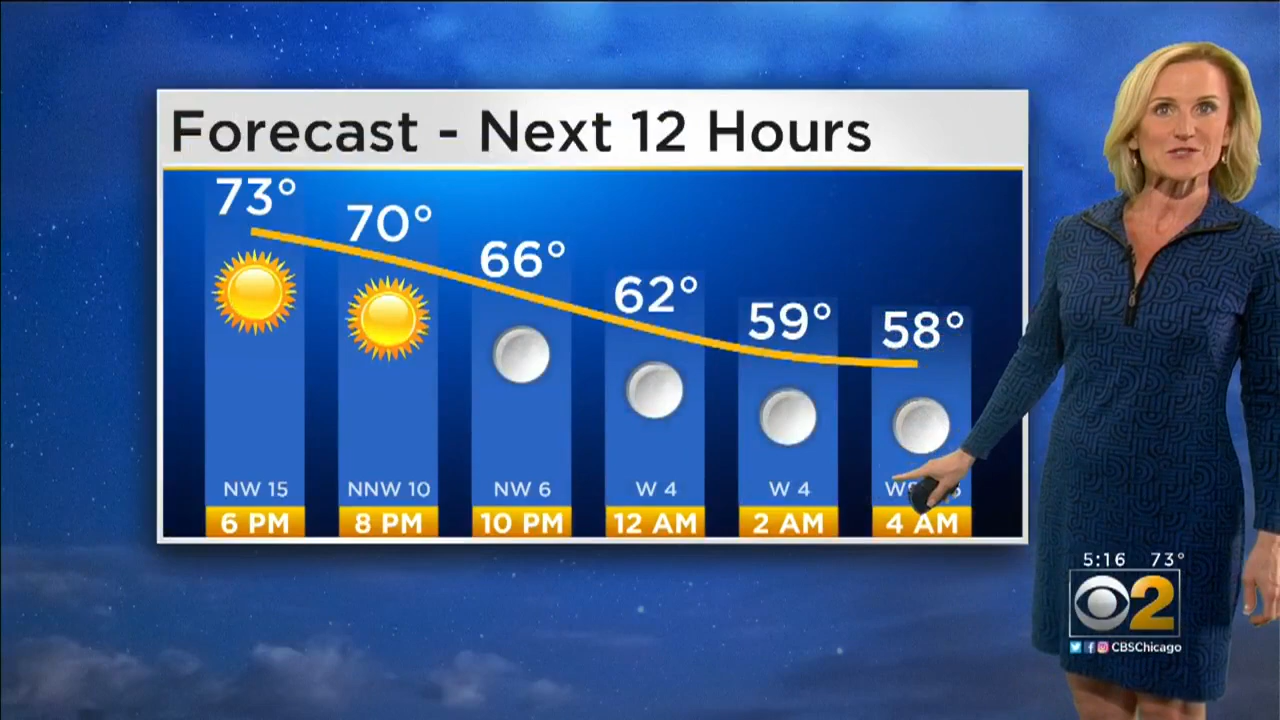 Forecast - Next 12 Hours
73° 70° 66° 62° 59° 58°
NW 15 NNW 10 NW 6 W 4 W 4
6 PM 8 PM 10 PM 12 AM 2 AM 4 AM
5:16 73°
2
CBSChicago